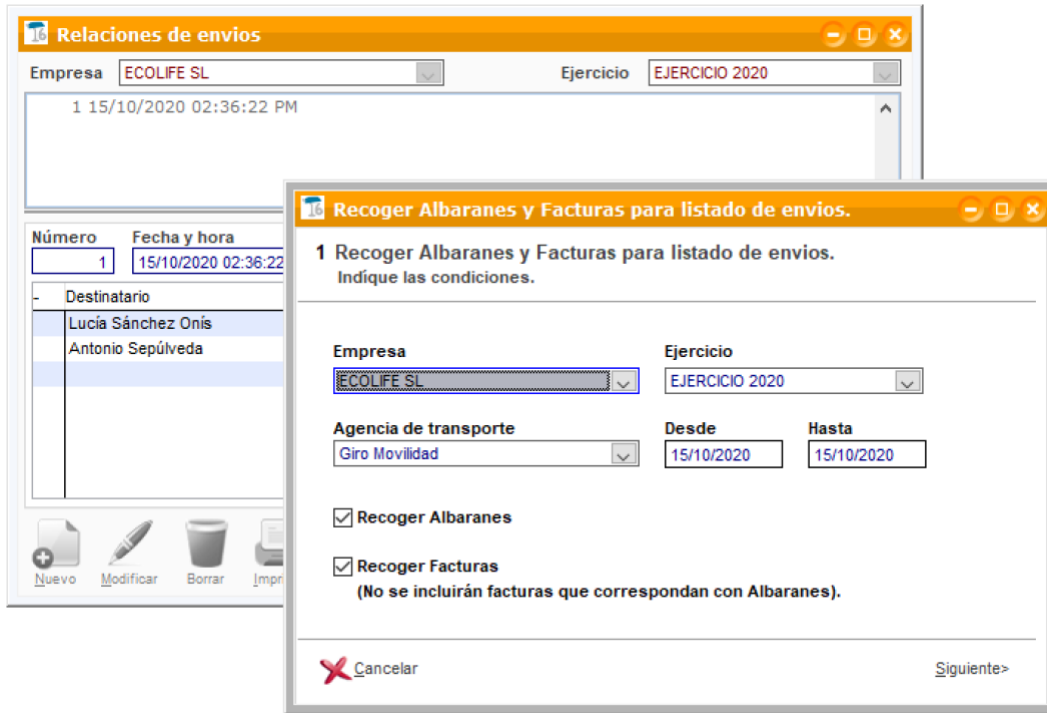 Relaciones de envios
Empresa ECOLIFE SL Ejercicio EJERCICIO 2020
1 15/10/2020 02:36:22 PM
Número Fecha y hora
1 15/10/2020 02:36:22
- Destinatario
Lucía Sánchez Onís
Antonio Sepúlveda
Nuevo Modificar Borrar
Recoger Albaranes y Facturas para listado de envios.
1 Recoger Albaranes y Facturas para listado de envios.
Indique las condiciones.
Empresa Ejercicio
ECOLIFE SL EJERCICIO 2020
Agencia de transporte Desde Hasta
Giro Movilidad 15/10/2020 15/10/2020
Recoger Albaranes
Recoger Facturas
(No se incluirán facturas que correspondan con Albaranes).
Cancelar Siguiente>